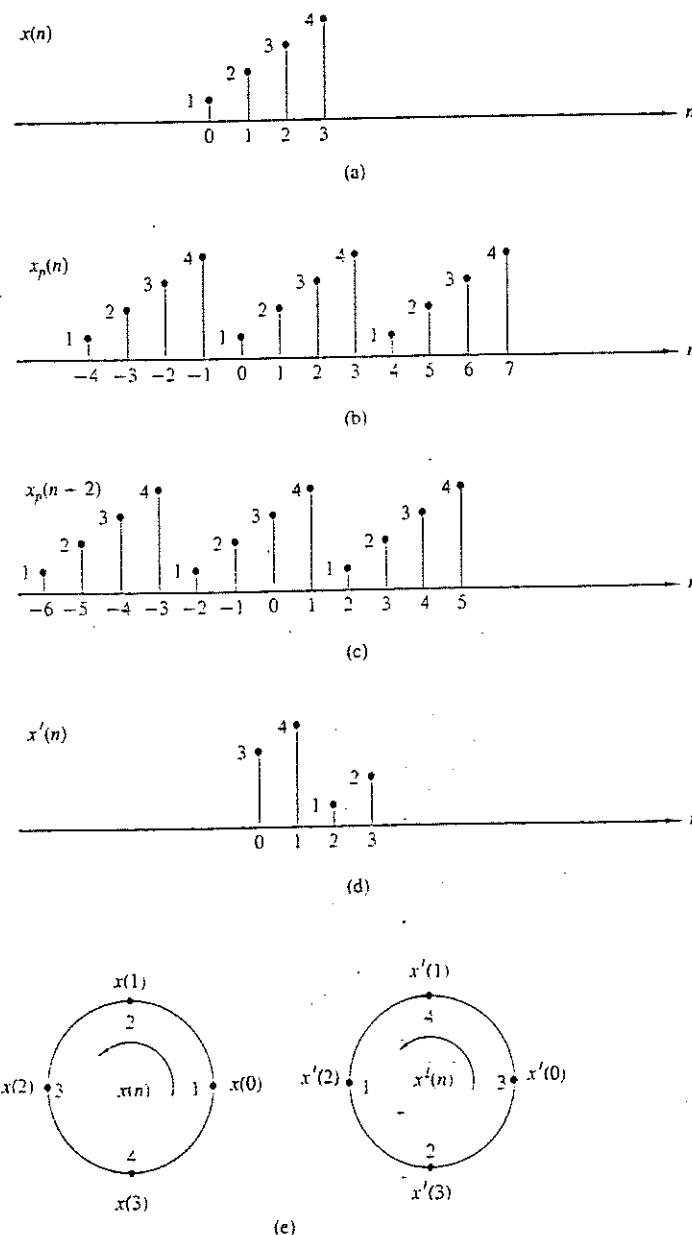 x(n)
4
3
2
1
0 1 2 3
n
(a)
x_p(n)
4 4 4
3 3 3
2 2 2
1 1 1
−4 −3 −2 −1 0 1 2 3 4 5 6 7
(b)
x_p(n − 2)
4 4 4
3 3 3
2 2 2
1 1 1
−6 −5 −4 −3 −2 −1 0 1 2 3 4 5
(c)
x'(n)
4
3
2
1
0 1 2 3
(d)
x(1) x'(1)
2 4
x(2) 3 x(n) 1 x(0) x'(2) 1 x'(n) 3 x'(0)
4 2
x(3) x'(3)
(e)